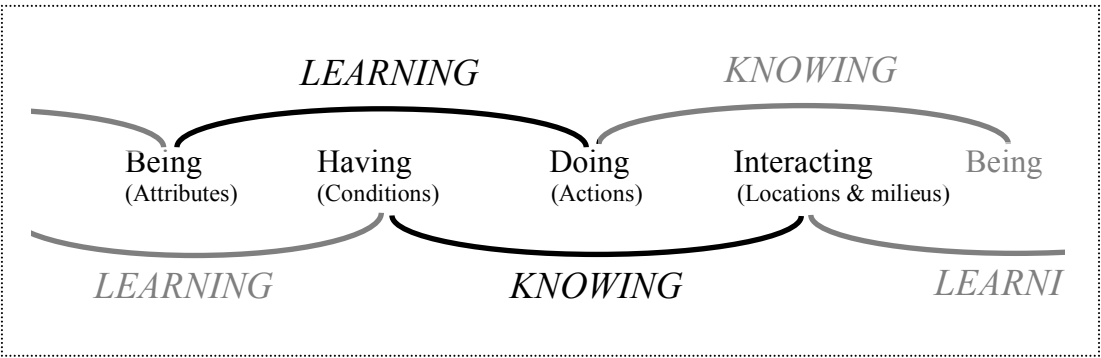 LEARNING KNOWING
Being Having Doing Interacting Being
(Attributes) (Conditions) (Actions) (Locations & milieus)
LEARNING KNOWING LEARNI